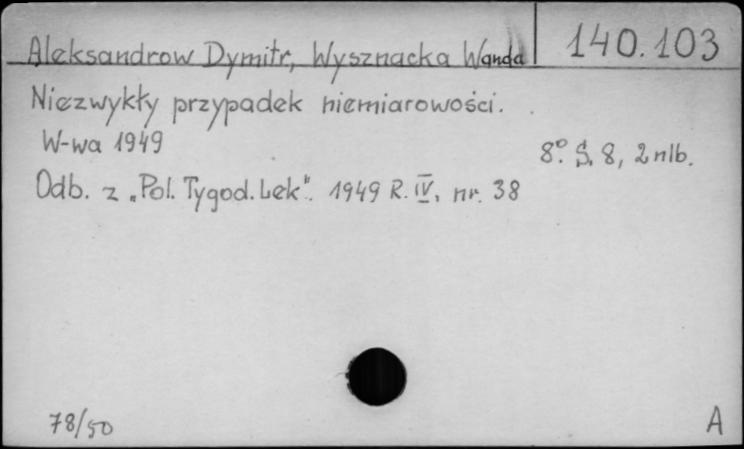 Aleksandrow Dymitr, Wysznacka Wanda 140.103
Niezwykły przypadek niemiarowości.
W-wa 1949
8° S. 8, 2 nlb.
Odb. z „Pol. Tygod. Lek". 1949 R. IV, nr. 38
78/50
A